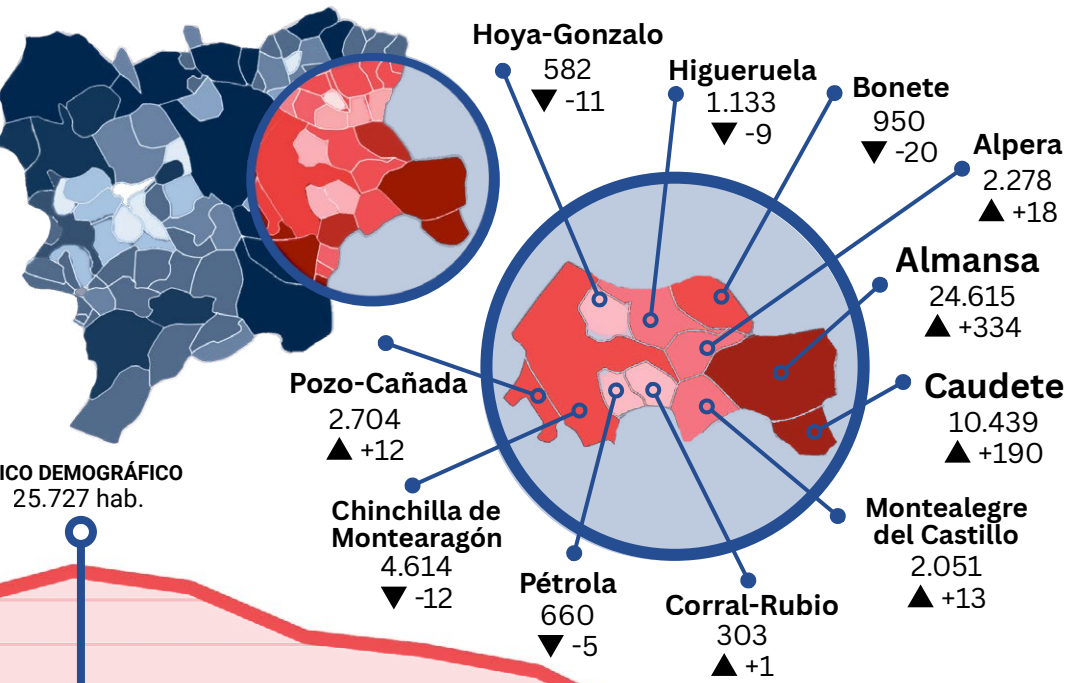 Hoya-Gonzalo
582
▼ -11
Higueruela
1.133
▼ -9
Bonete
950
▼ -20
Alpera
2.278
▲ +18
Almansa
24.615
▲ +334
Caudete
10.439
▲ +190
Pozo-Cañada
2.704
▲ +12
Chinchilla de
Montearagón
4.614
▼ -12
Pétrola
660
▼ -5
Corral-Rubio
303
▲ +1
Montealegre
del Castillo
2.051
▲ +13
ICO DEMOGRÁFICO
25.727 hab.